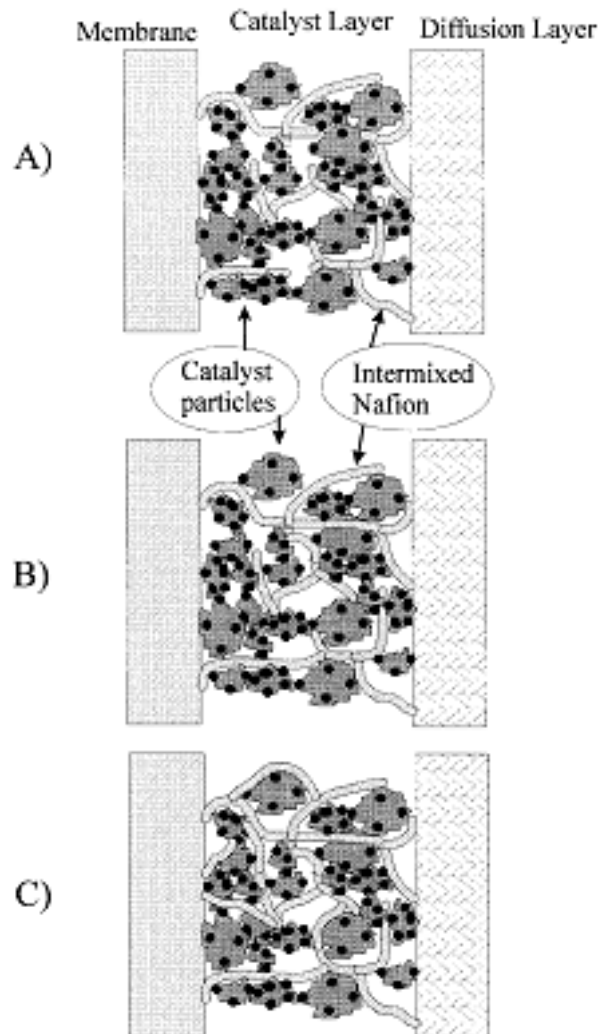 Membrane Catalyst Layer Diffusion Layer
A)
Catalyst particles
Intermixed Nafion
B)
C)